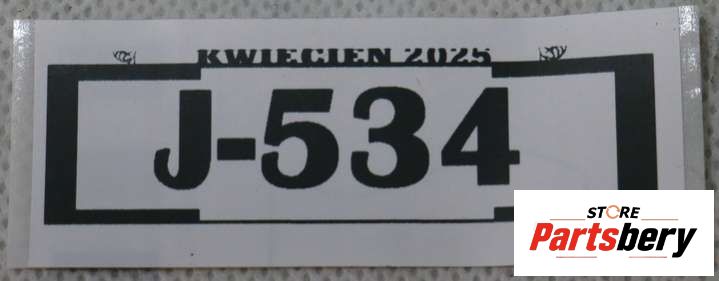 KWIECIEN 2025
J-534
STORE
Partsbery